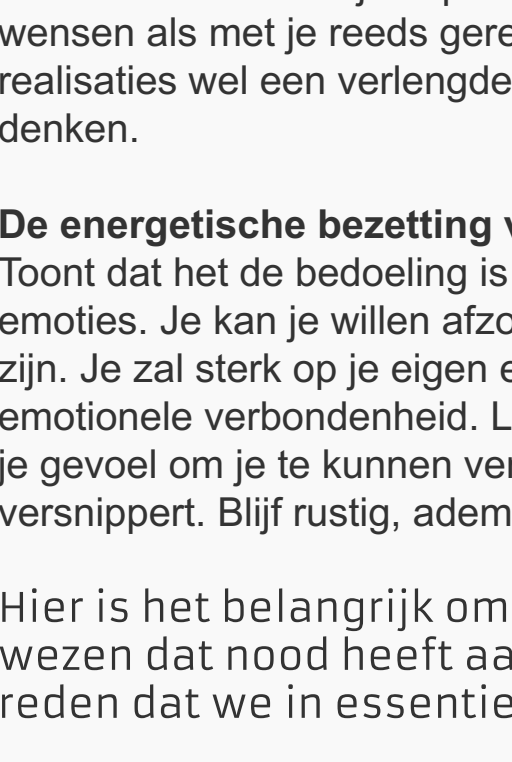 wensen als met je reeds gere
realisaties wel een verlengde
denken.
De energetische bezetting v
Toont dat het de bedoeling is
emoties. Je kan je willen afzo
zijn. Je zal sterk op je eigen e
emotionele verbondenheid. L
je gevoel om je te kunnen ver
versnippert. Blijf rustig, adem
Hier is het belangrijk om
wezen dat nood heeft aa
reden dat we in essentie